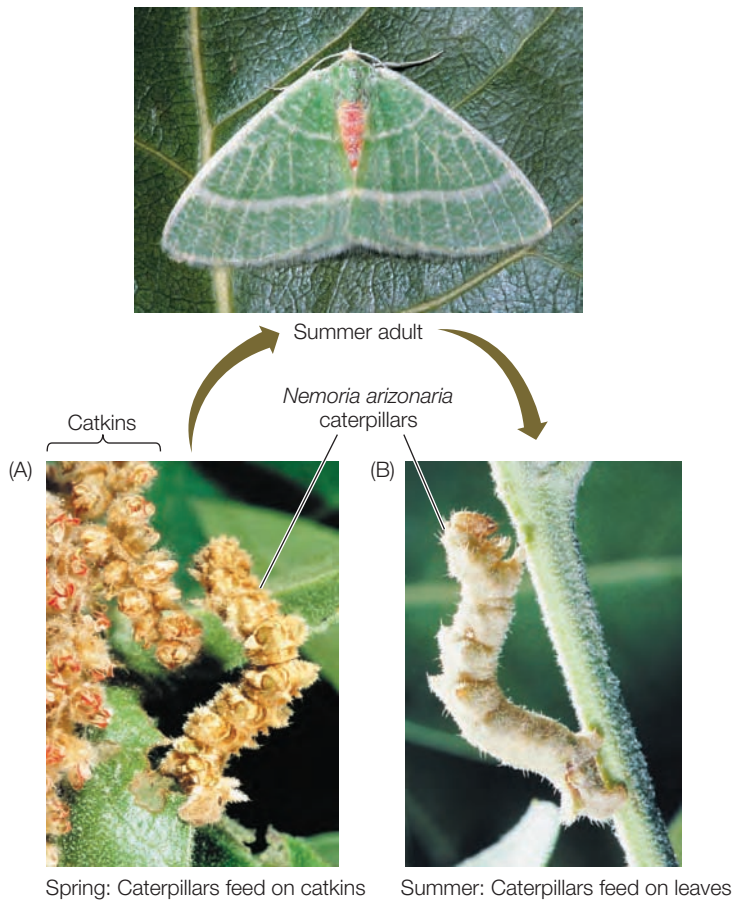 Summer adult
Nemoria arizonaria
caterpillars
Catkins
(A)
(B)
Spring: Caterpillars feed on catkins
Summer: Caterpillars feed on leaves